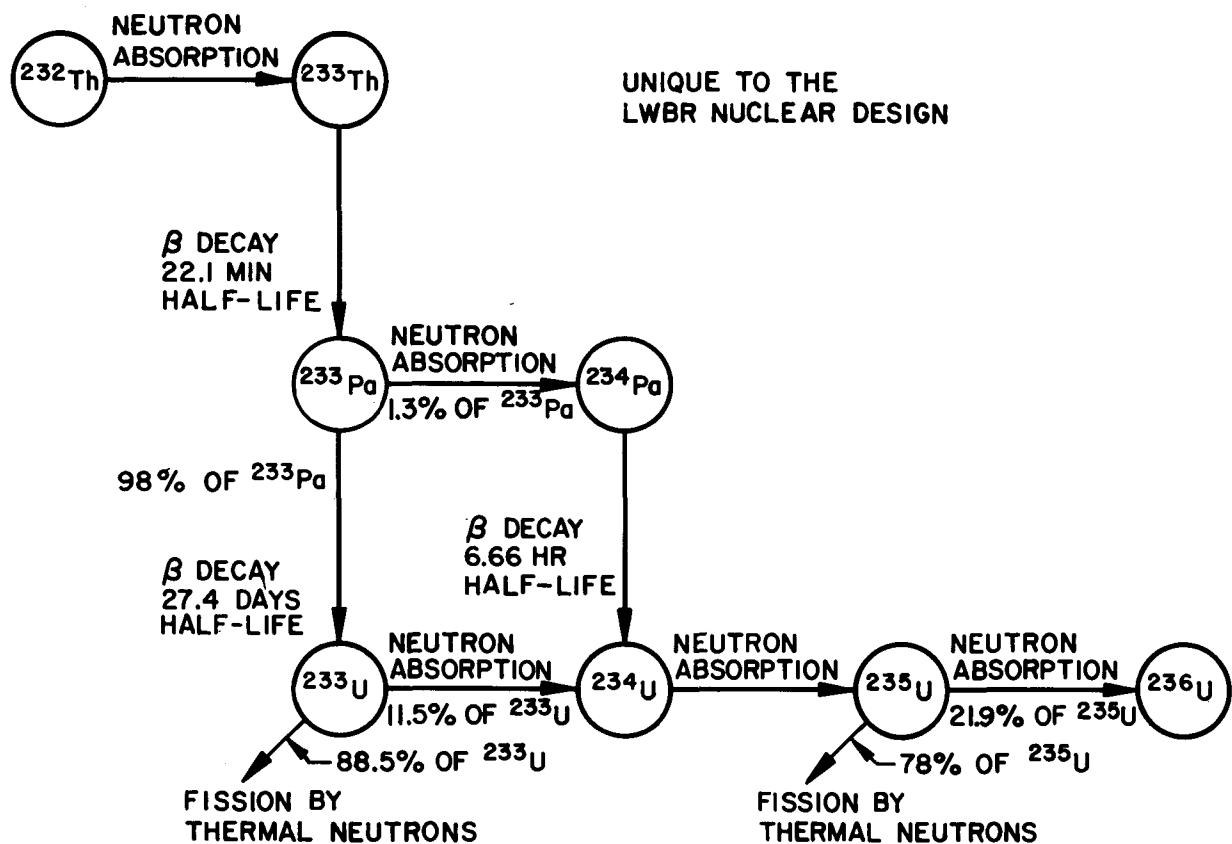 NEUTRON
ABSORPTION
²³²Th
²³³Th
UNIQUE TO THE
LWBR NUCLEAR DESIGN
β DECAY
22.1 MIN
HALF-LIFE
NEUTRON
ABSORPTION
²³³Pa
²³⁴Pa
1.3% OF ²³³Pa
98% OF ²³³Pa
β DECAY
6.66 HR
HALF-LIFE
β DECAY
27.4 DAYS
HALF-LIFE
NEUTRON
ABSORPTION
NEUTRON
ABSORPTION
NEUTRON
ABSORPTION
²³³U
²³⁴U
²³⁵U
²³⁶U
11.5% OF ²³³U
21.9% OF ²³⁵U
88.5% OF ²³³U
78% OF ²³⁵U
FISSION BY
THERMAL NEUTRONS
FISSION BY
THERMAL NEUTRONS